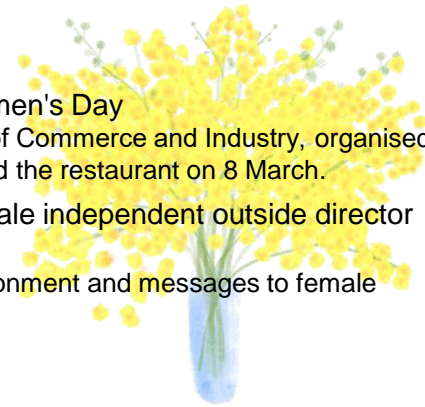 men's Day
of Commerce and Industry, organised
d the restaurant on 8 March.
ale independent outside director
onment and messages to female